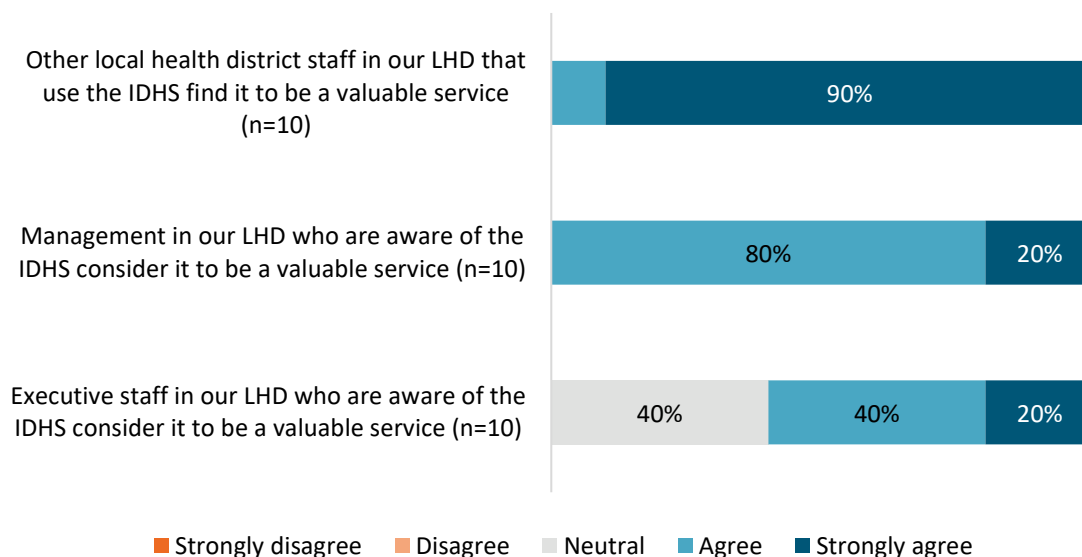 Other local health district staff in our LHD that
use the IDHS find it to be a valuable service
(n=10)
90%
Management in our LHD who are aware of the
IDHS consider it to be a valuable service (n=10)
80%
20%
Executive staff in our LHD who are aware of the
IDHS consider it to be a valuable service (n=10)
40%
40%
20%
Strongly disagree
Disagree
Neutral
Agree
Strongly agree